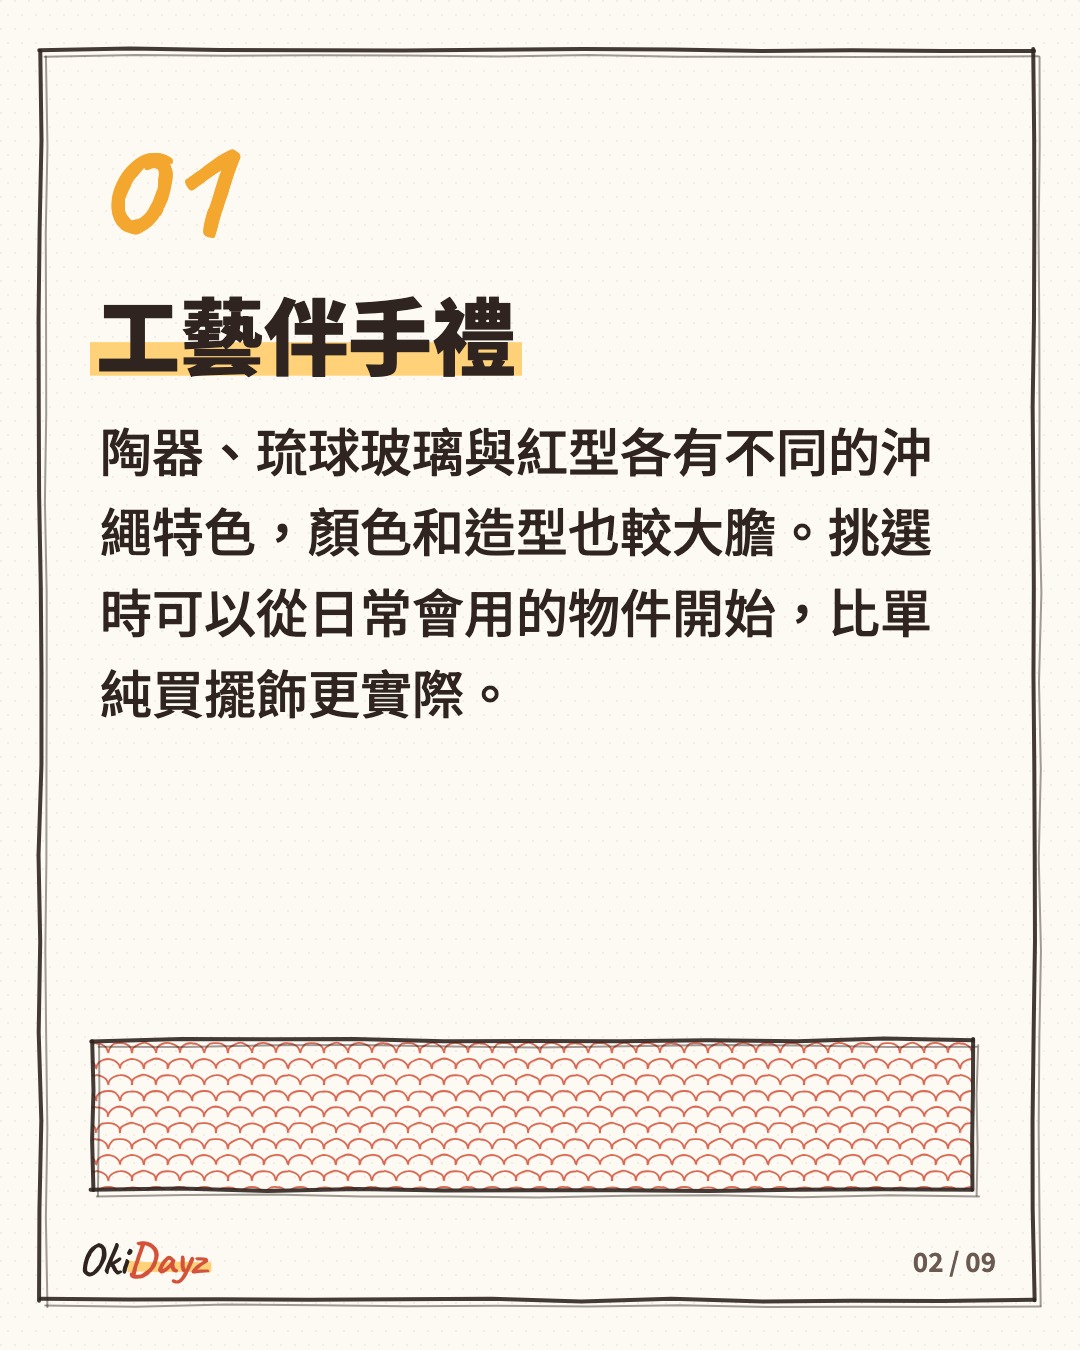 01
工藝伴手禮
陶器、琉球玻璃與紅型各有不同的沖
繩特色，顏色和造型也較大膽。挑選
時可以從日常會用的物件開始，比單
純買擺飾更實際。
OkiDayz
02 / 09